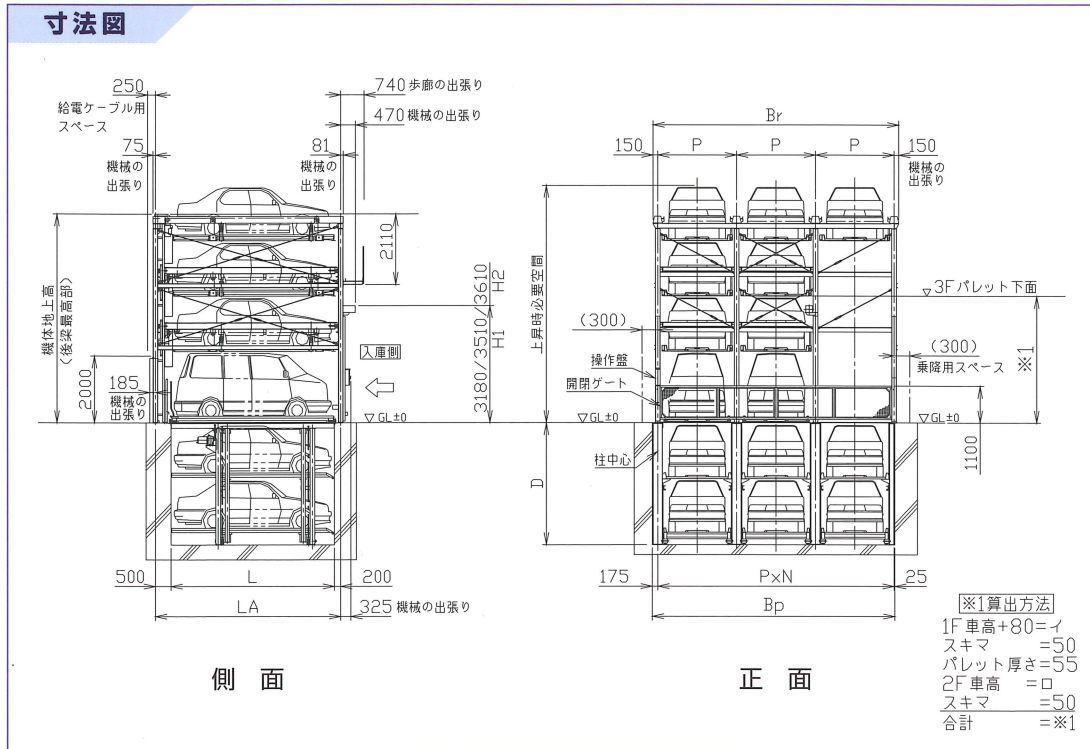 寸法図
250
給電ケーブル用
スペース
75
機械の
出張り
740 歩廊の出張り
470 機械の出張り
81
機械の
出張り
2110
機体地上高
(後梁最高部)
2000
185
機械の
出張り
3180/3510/3610
H1 H2
入庫側
▽GL±0
500
L
200
LA
325 機械の出張り
側面
Br
150
P
P
P
150
機械の
出張り
上昇時必要空間
▽3Fパレット下面
(300)
(300)
乗降用スペース
※1
操作盤
開閉ゲート
▽GL±0
▽GL±0
1100
柱中心
D
175
P×N
25
Bp
正面
※1算出方法
1F車高+80=イ
スキマ =50
パレット厚さ=55
2F車高 =ロ
スキマ =50
合計 =※1